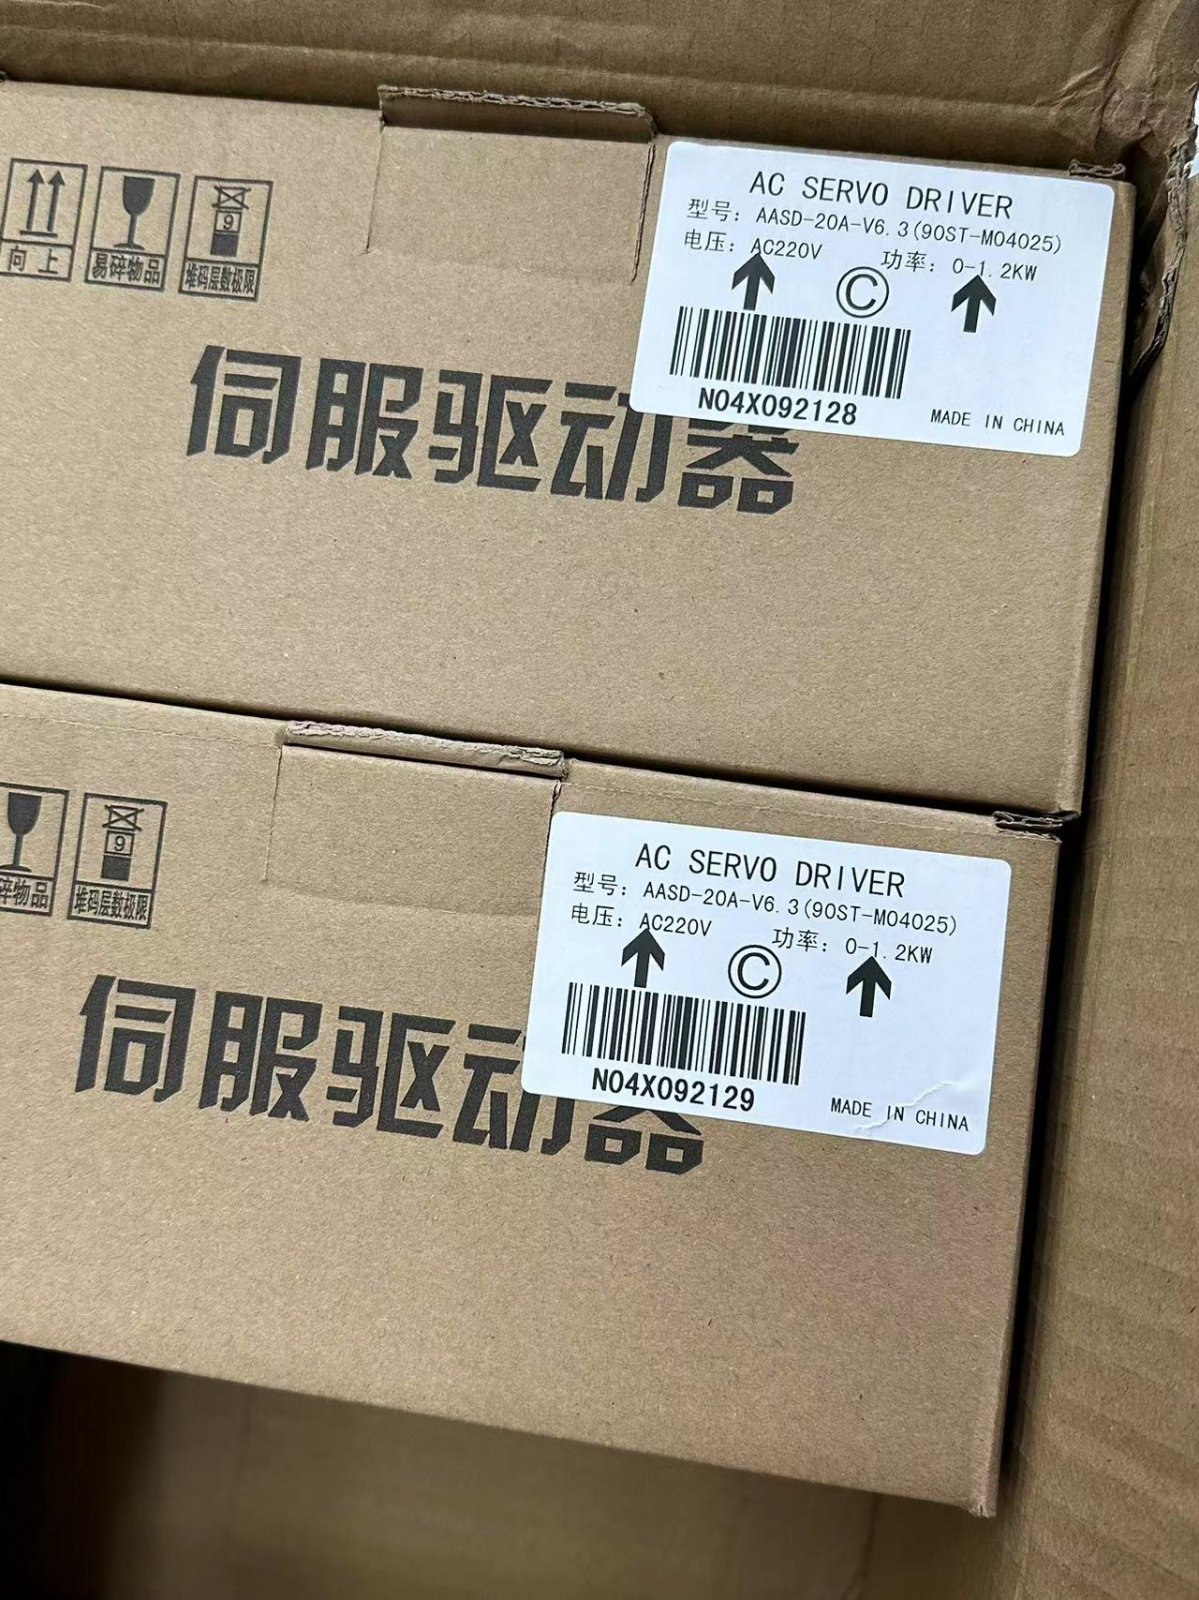 向上
易碎物品
9
堆码层数极限
AC SERVO DRIVER
型号: AASD-20A-V6.3(90ST-M04025)
电压: AC220V 功率: 0-1.2KW
©
N04X092128
MADE IN CHINA
伺服驱动器
碎物品
9
堆码层数极限
AC SERVO DRIVER
型号: AASD-20A-V6.3(90ST-M04025)
电压: AC220V 功率: 0-1.2KW
©
N04X092129
MADE IN CHINA
伺服驱动器